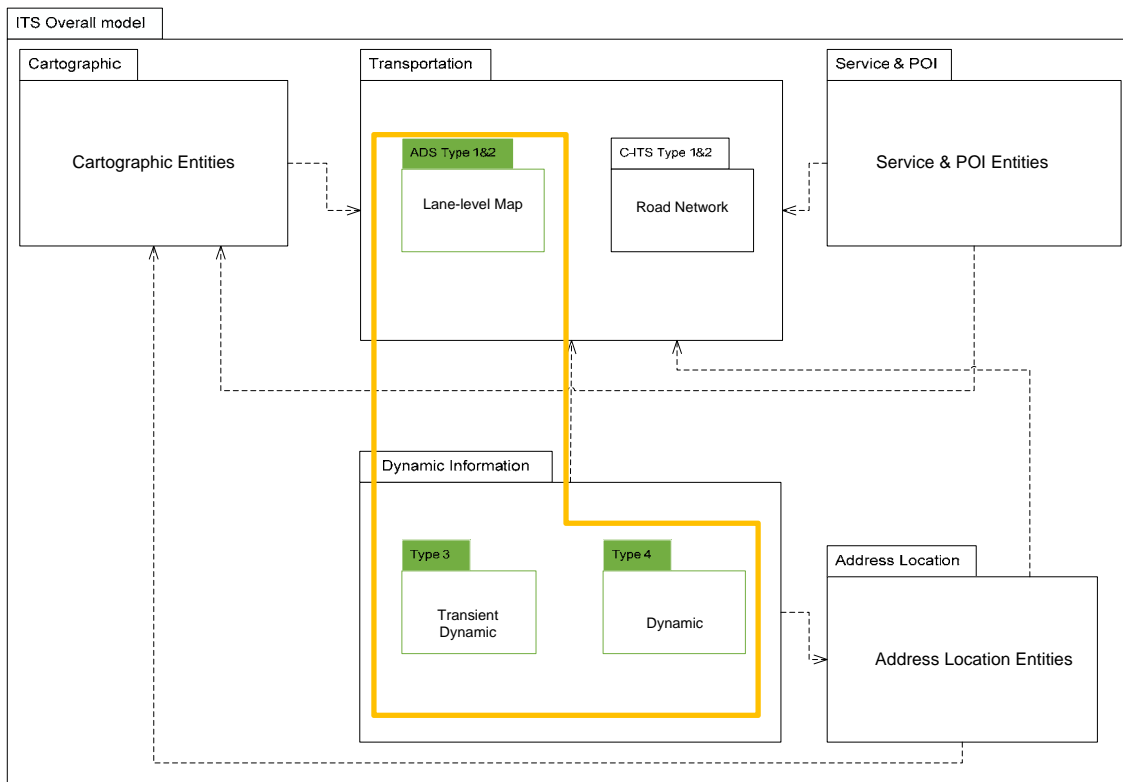 ITS Overall model
Cartographic
Transportation
Service & POI
Cartographic Entities
ADS Type 1&2
Lane-level Map
C-ITS Type 1&2
Road Network
Service & POI Entities
Dynamic Information
Type 3
Transient
Dynamic
Type 4
Dynamic
Address Location
Address Location Entities